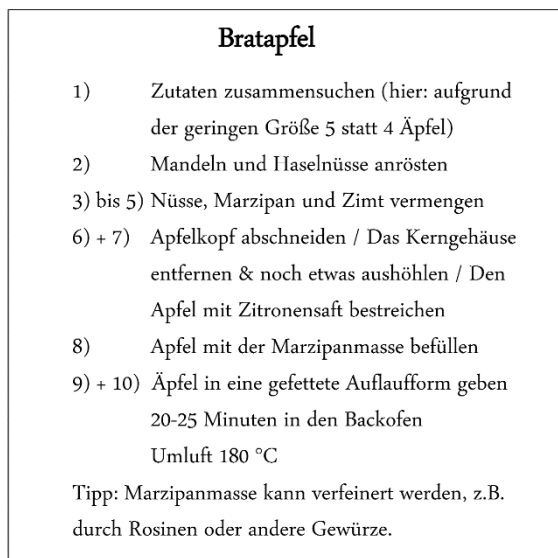 Bratapfel
1) Zutaten zusammensuchen (hier: aufgrund
der geringen Größe 5 statt 4 Äpfel)
2) Mandeln und Haselnüsse anrösten
3) bis 5) Nüsse, Marzipan und Zimt vermengen
6) + 7) Apfelkopf abschneiden / Das Kerngehäuse
entfernen & noch etwas aushöhlen / Den
Apfel mit Zitronensaft bestreichen
8) Apfel mit der Marzipanmasse befüllen
9) + 10) Äpfel in eine gefettete Auflaufform geben
20-25 Minuten in den Backofen
Umluft 180 °C
Tipp: Marzipanmasse kann verfeinert werden, z.B.
durch Rosinen oder andere Gewürze.